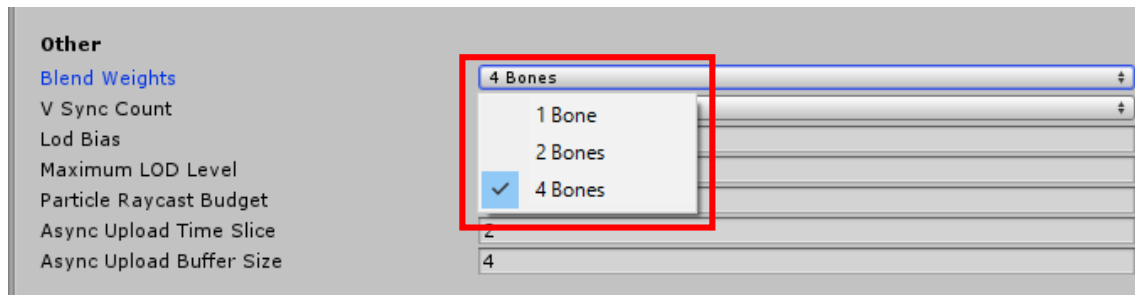 Other
Blend Weights 4 Bones
V Sync Count 1 Bone
Lod Bias 2 Bones
Maximum LOD Level 4 Bones
Particle Raycast Budget
Async Upload Time Slice 2
Async Upload Buffer Size 4